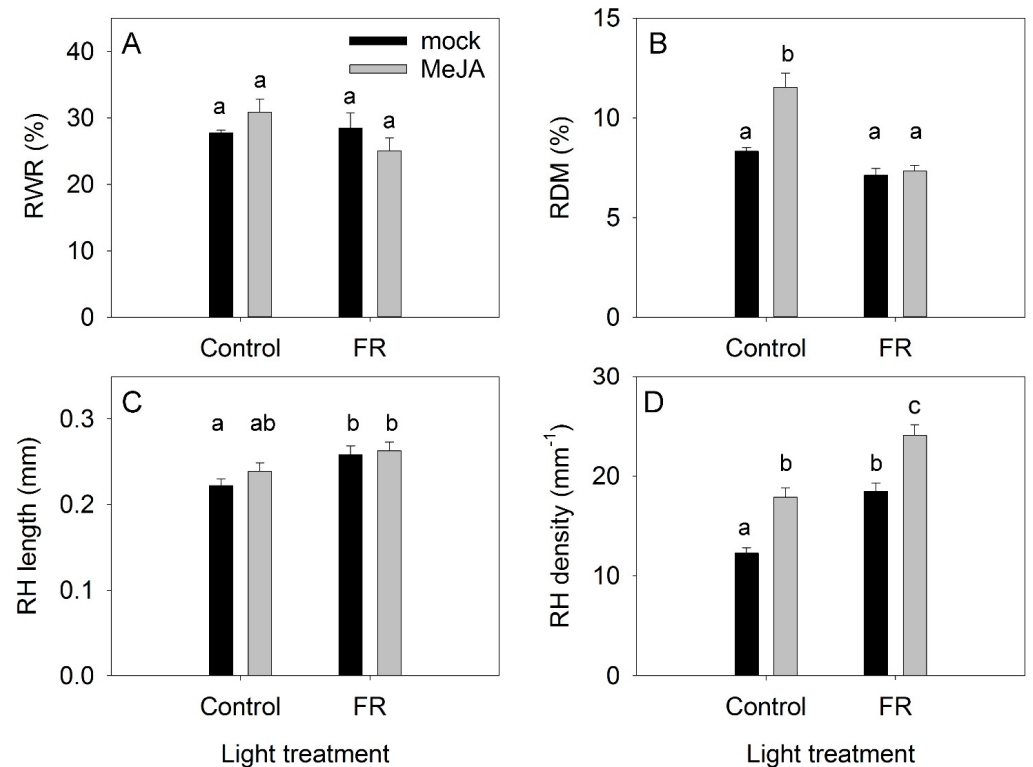 A
mock
MeJA
RWR (%)
40
30
20
10
0
a
a
a
a
Control
FR
B
RDM (%)
15
10
5
0
a
b
a
a
Control
FR
C
RH length (mm)
0.3
0.2
0.1
0.0
a
ab
b
b
Control
FR
Light treatment
D
RH density (mm⁻¹)
30
20
10
0
a
b
b
c
Control
FR
Light treatment